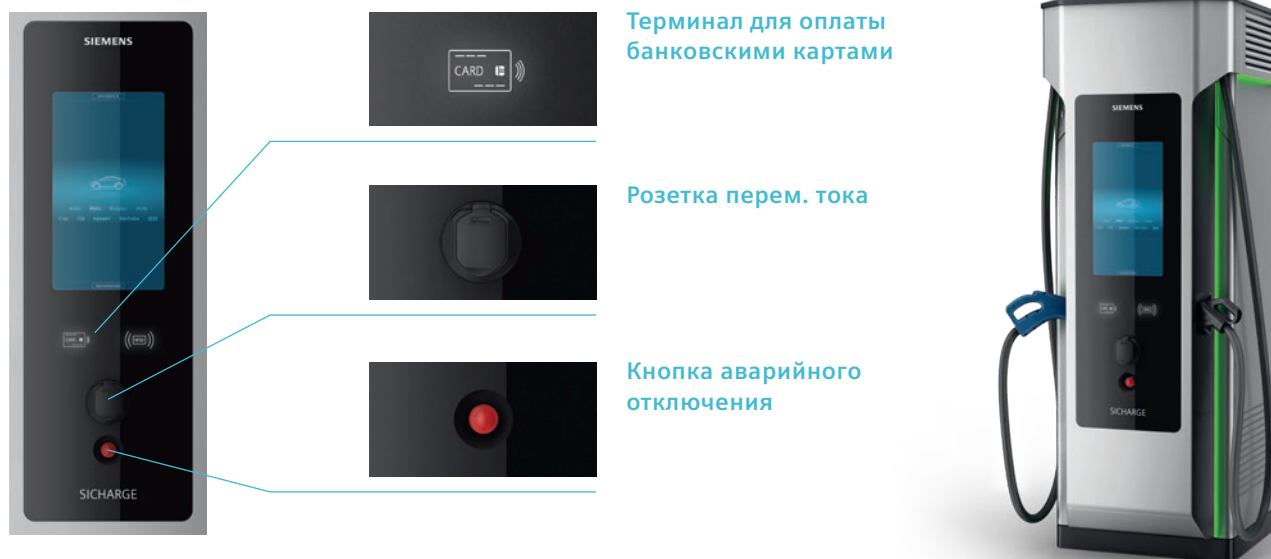 SIEMENS
SICHARGE
CARD
Терминал для оплаты
банковскими картами
Розетка перем. тока
Кнопка аварийного
отключения
SIEMENS
SICHARGE